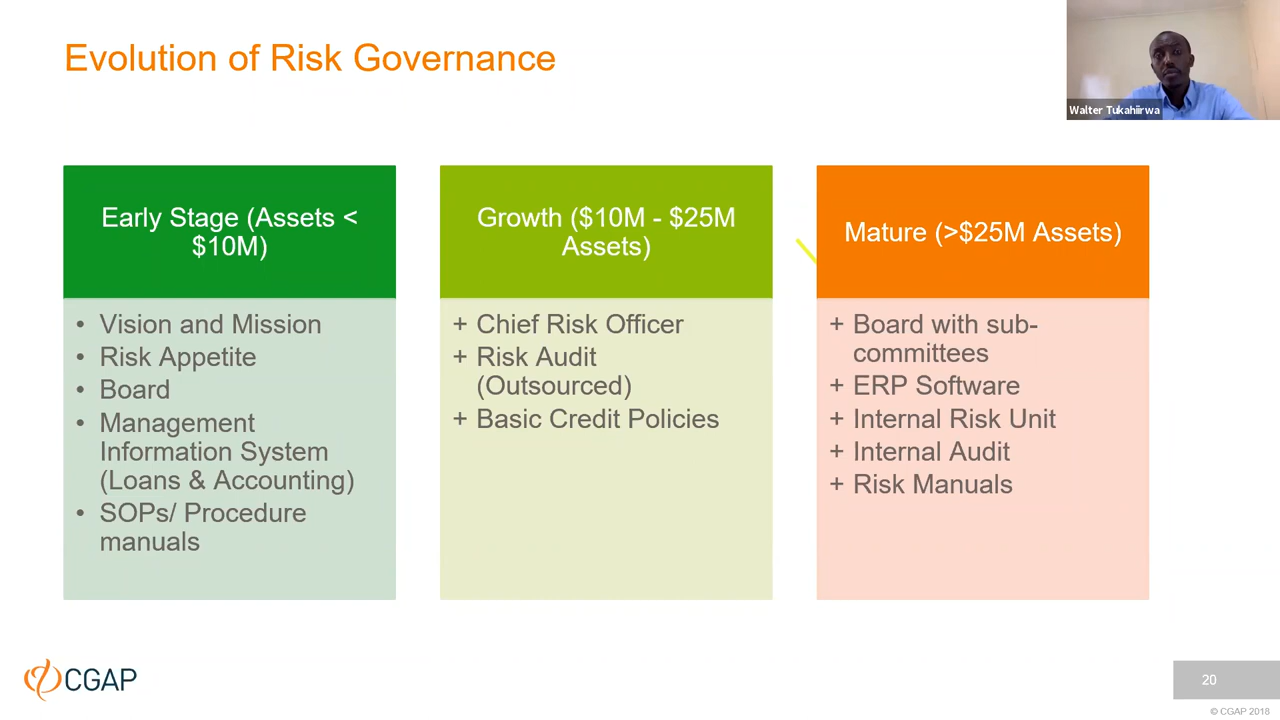 Evolution of Risk Governance
Walter Tukahiirwa
Early Stage (Assets <
$10M)
• Vision and Mission
• Risk Appetite
• Board
• Management
Information System
(Loans & Accounting)
• SOPs/ Procedure
manuals
Growth ($10M - $25M
Assets)
+ Chief Risk Officer
+ Risk Audit
(Outsourced)
+ Basic Credit Policies
Mature (>$25M Assets)
+ Board with sub-
committees
+ ERP Software
+ Internal Risk Unit
+ Internal Audit
+ Risk Manuals
CGAP
20
© CGAP 2018